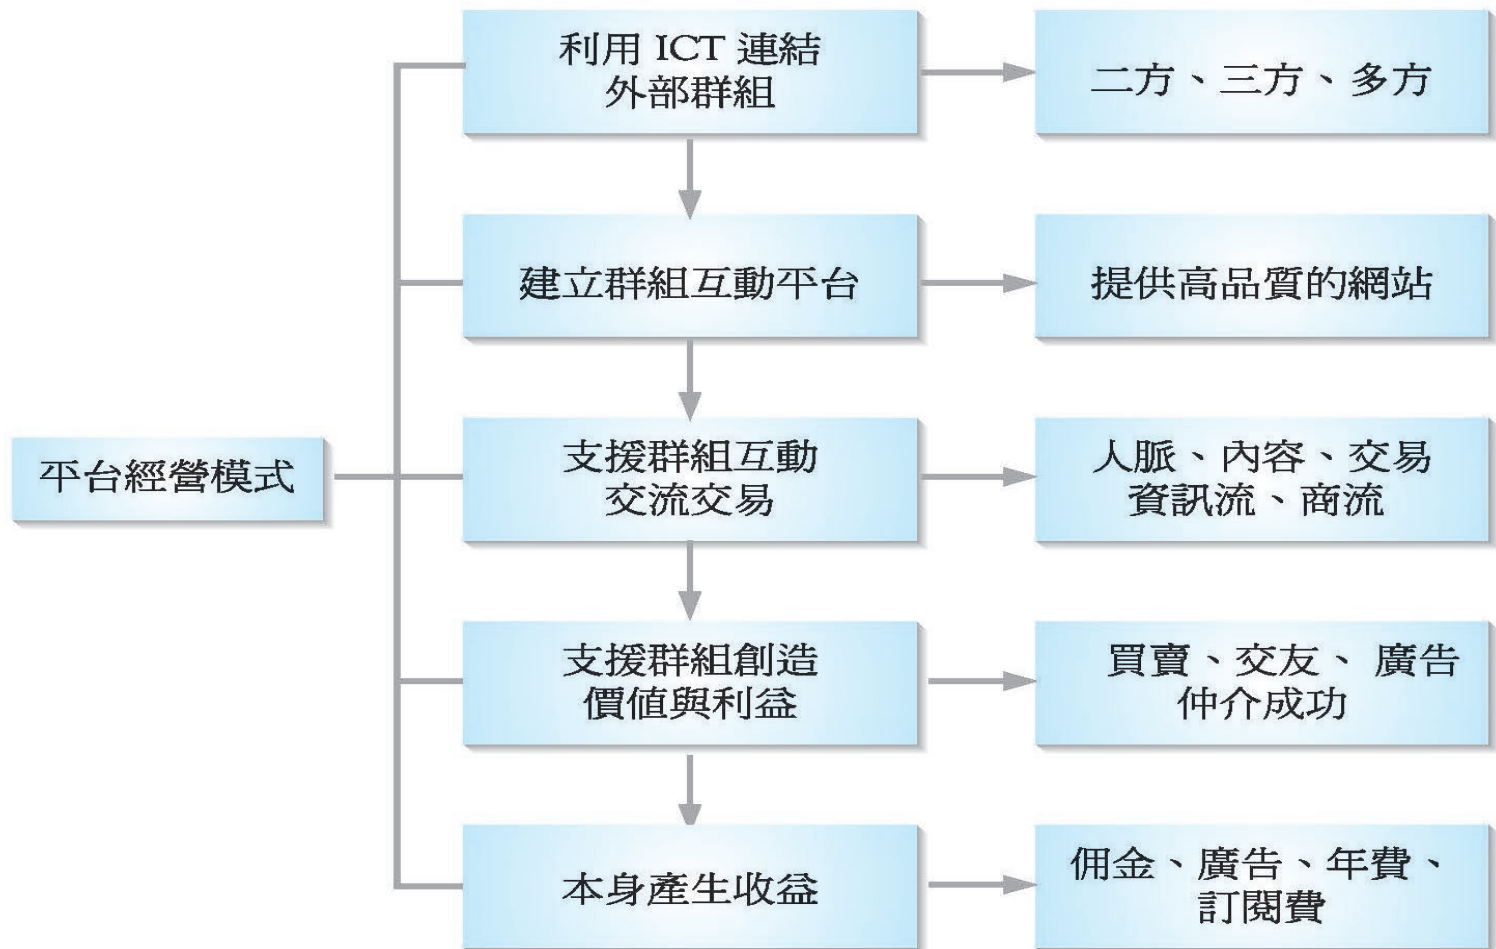 利用 ICT 連結
外部群組
二方、三方、多方
建立群組互動平台
提供高品質的網站
平台經營模式
支援群組互動
交流交易
人脈、內容、交易
資訊流、商流
支援群組創造
價值與利益
買賣、交友、廣告
仲介成功
本身產生收益
佣金、廣告、年費、
訂閱費